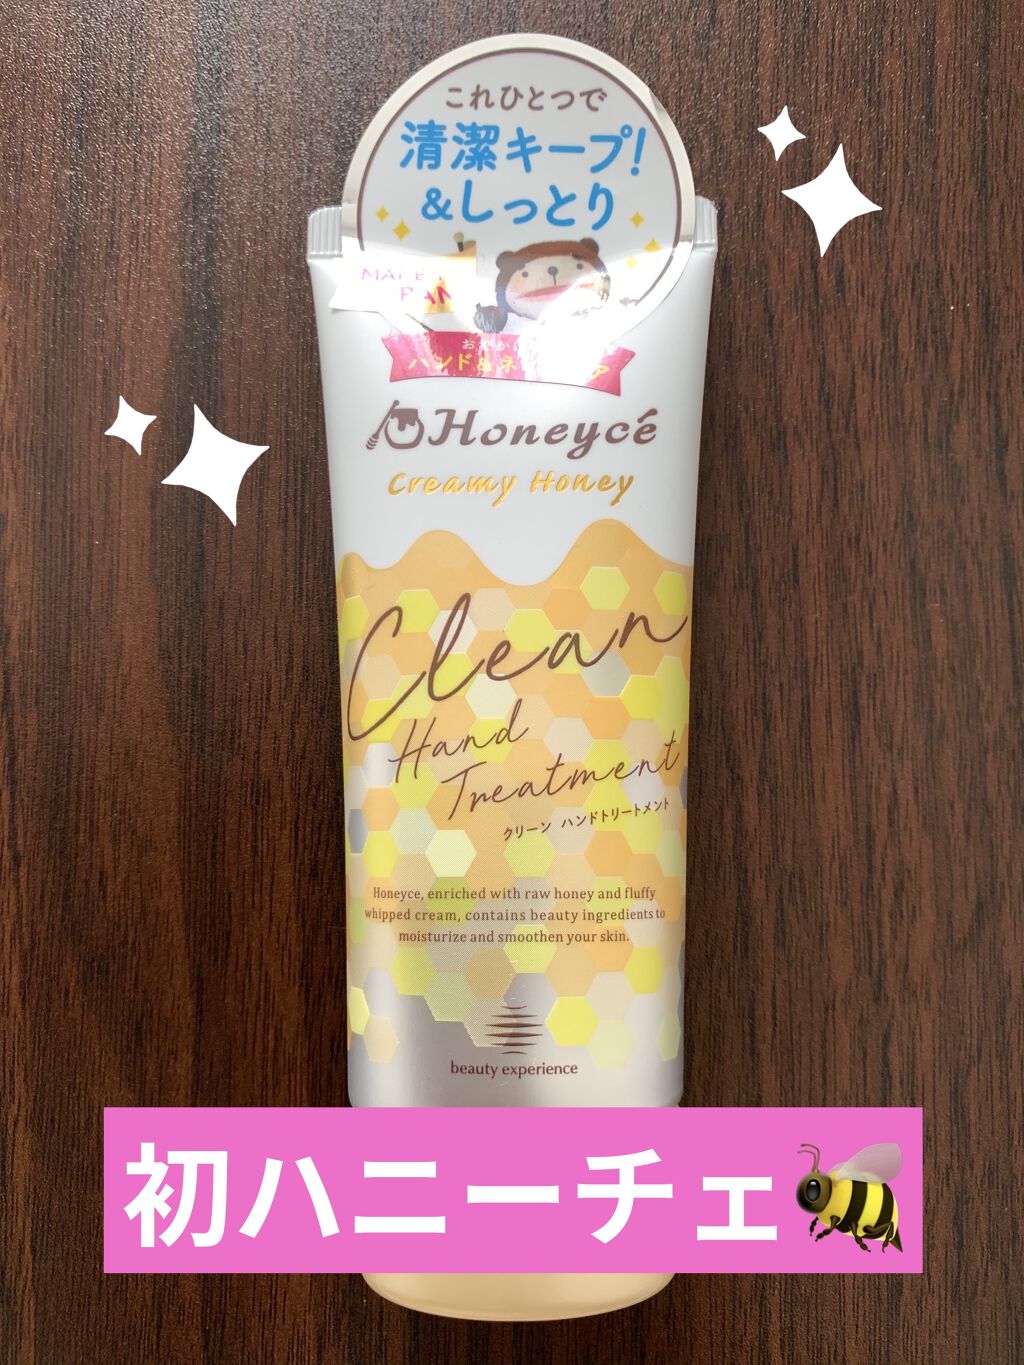 これひとつで
清潔キープ!
&しっとり
ハンド&ネ
Honeycé
Creamy Honey
Clean
Hand
Treatment
クリーン ハンドトリートメント
Honeyce, enriched with raw honey and fluffy
whipped cream, contains beauty ingredients to
moisturize and smoothen your skin.
beauty experience
初ハニーチェ🐝